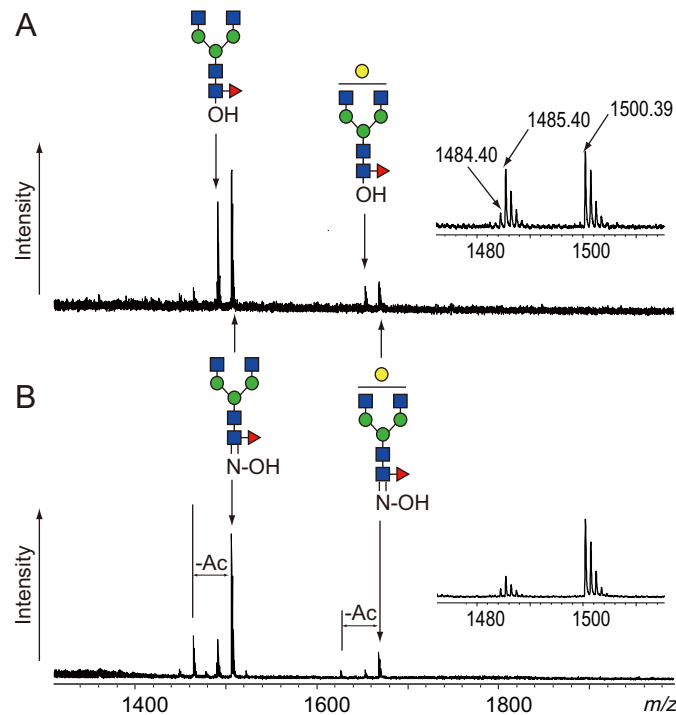 A
OH
OH
1485.40
1500.39
1484.40
1480
1500
Intensity
B
N-OH
N-OH
-Ac
-Ac
1480
1500
Intensity
1400
1600
1800
m/z